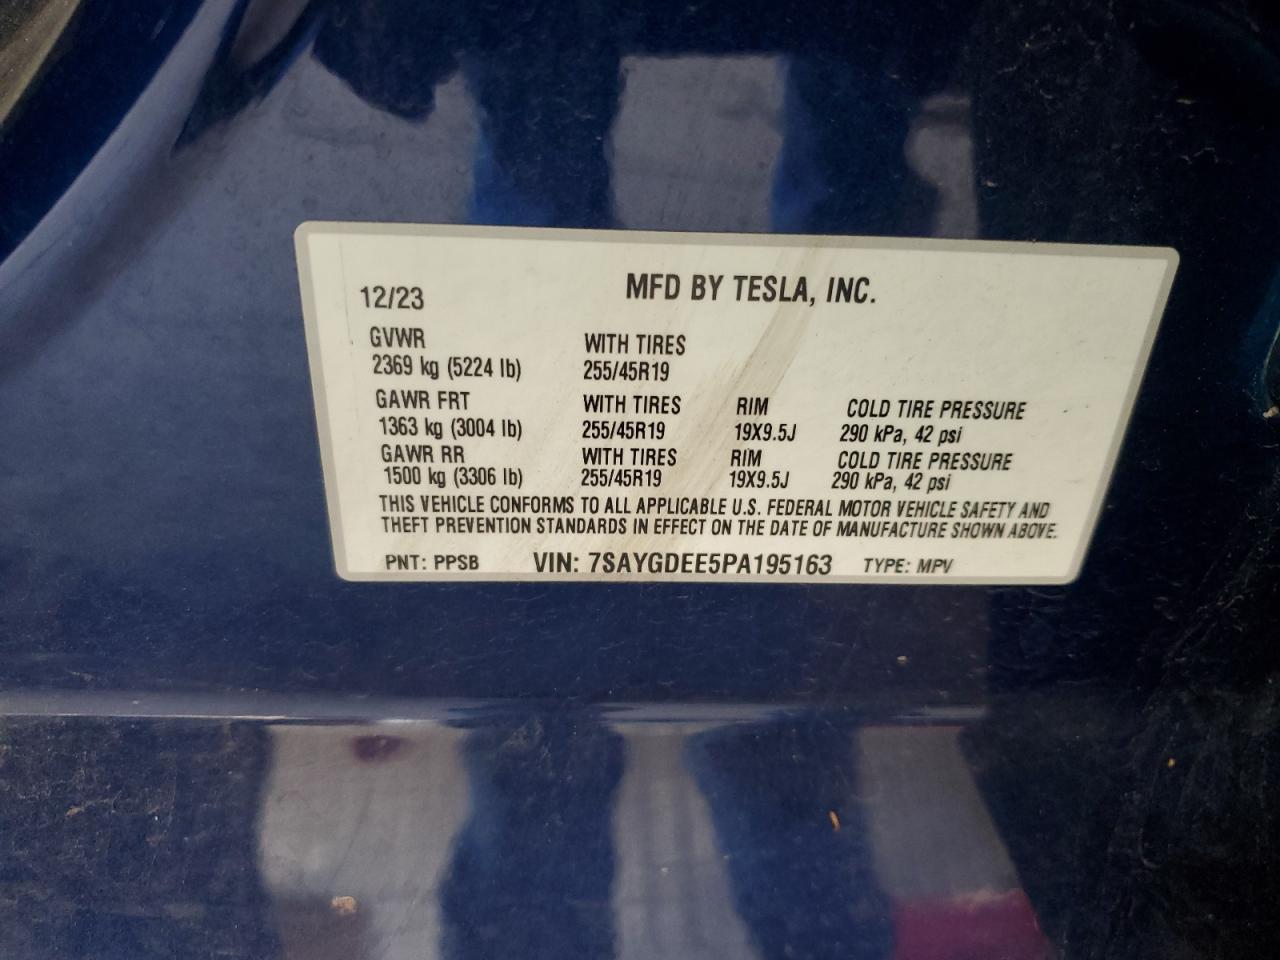 12/23 MFD BY TESLA, INC.
GVWR WITH TIRES
2369 kg (5224 lb) 255/45R19
GAWR FRT WITH TIRES RIM COLD TIRE PRESSURE
1363 kg (3004 lb) 255/45R19 19X9.5J 290 kPa, 42 psi
GAWR RR WITH TIRES RIM COLD TIRE PRESSURE
1500 kg (3306 lb) 255/45R19 19X9.5J 290 kPa, 42 psi
THIS VEHICLE CONFORMS TO ALL APPLICABLE U.S. FEDERAL MOTOR VEHICLE SAFETY AND
THEFT PREVENTION STANDARDS IN EFFECT ON THE DATE OF MANUFACTURE SHOWN ABOVE.
PNT: PPSB VIN: 7SAYGDEE5PA195163 TYPE: MPV